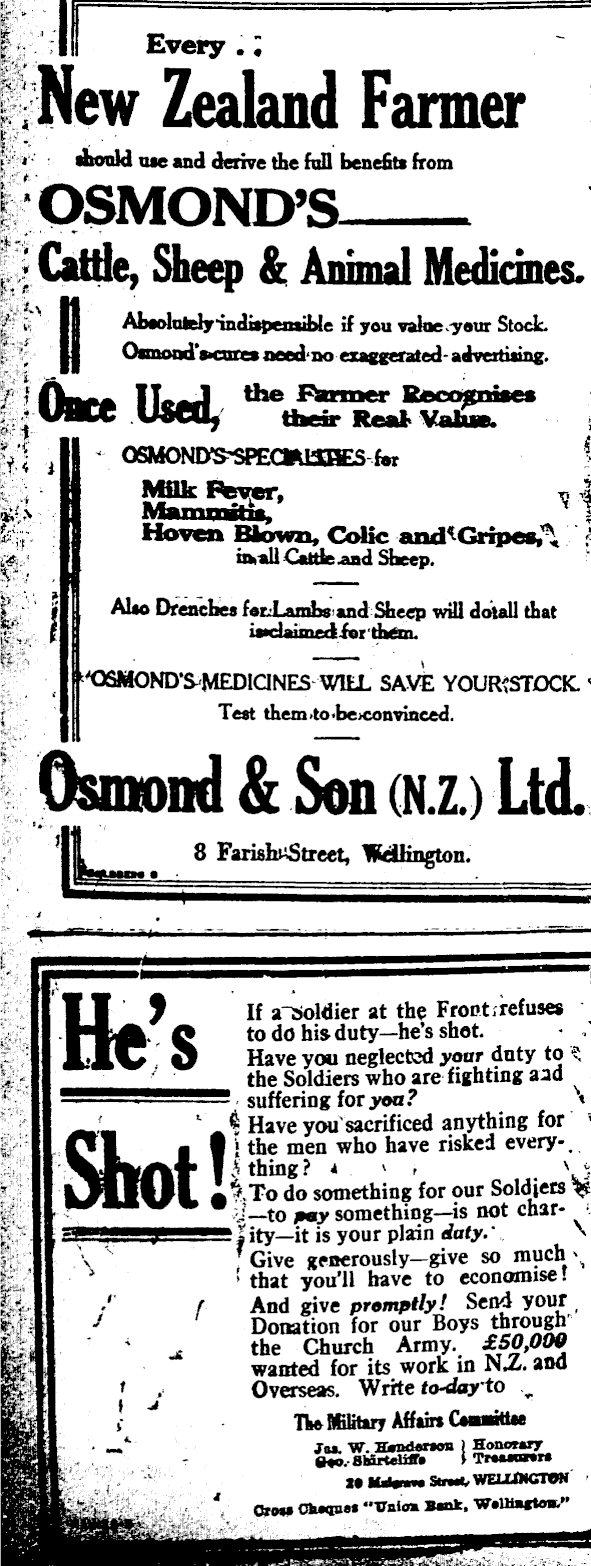 Every . :
New Zealand Farmer
should use and derive the full benefits from
OSMOND'S
Cattle, Sheep & Animal Medicines.
Absolutely indispensible if you value your Stock.
Osmond's cures need no exaggerated advertising.
Once Used, the Farmer Recognises
their Real Value.
OSMOND'S SPECIALITIES for
Milk Fever,
Mammitis,
Hoven Blown, Colic and Gripes,
in all Cattle and Sheep.
Also Drenches for Lambs and Sheep will do all that
is claimed for them.
OSMOND'S MEDICINES WILL SAVE YOUR STOCK.
Test them to be convinced.
Osmond & Son (N.Z.) Ltd.
8 Farish Street, Wellington.
He's
Shot!
If a Soldier at the Front refuses
to do his duty—he's shot.
Have you neglected your duty to
the Soldiers who are fighting and
suffering for you?
Have you sacrificed anything for
the men who have risked every-
thing?
To do something for our Soldiers
—to pay something—is not char-
ity—it is your plain duty.
Give generously—give so much
that you'll have to economise!
And give promptly! Send your
Donation for our Boys through
the Church Army. £50,000
wanted for its work in N.Z. and
Overseas. Write to-day to
The Military Affairs Committee
Jas. W. Henderson } Honorary
Geo. Shirtcliffe } Treasurers
20 Mulgrave Street, WELLINGTON
Cross Cheques "Union Bank, Wellington."